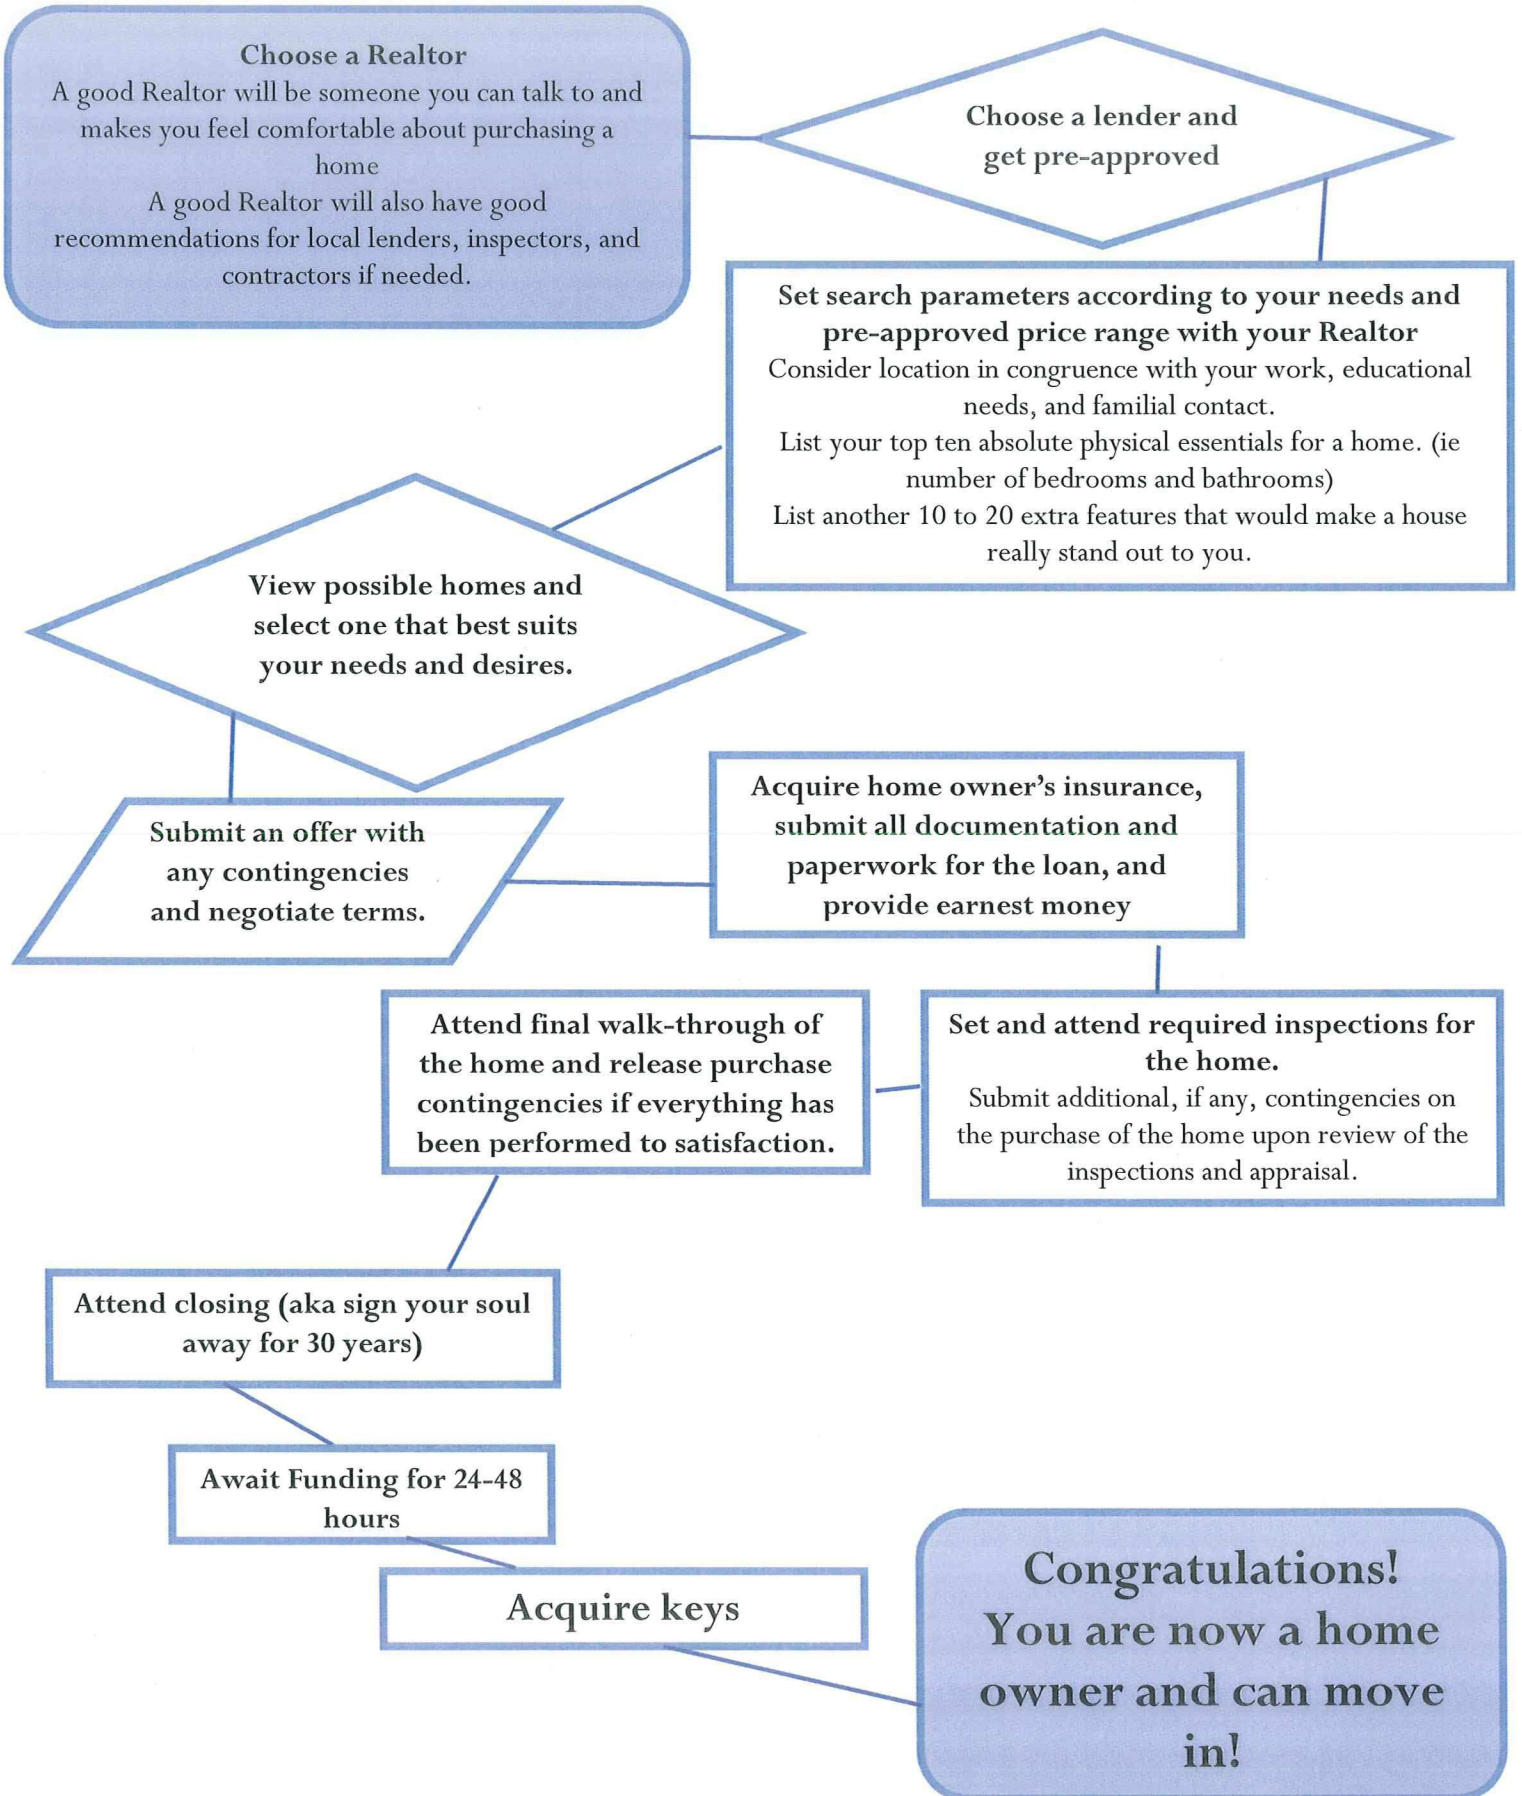 Choose a Realtor
A good Realtor will be someone you can talk to and
makes you feel comfortable about purchasing a
home
A good Realtor will also have good
recommendations for local lenders, inspectors, and
contractors if needed.
Choose a lender and
get pre-approved
Set search parameters according to your needs and
pre-approved price range with your Realtor
Consider location in congruence with your work, educational
needs, and familial contact.
List your top ten absolute physical essentials for a home. (ie
number of bedrooms and bathrooms)
List another 10 to 20 extra features that would make a house
really stand out to you.
View possible homes and
select one that best suits
your needs and desires.
Submit an offer with
any contingencies
and negotiate terms.
Acquire home owner's insurance,
submit all documentation and
paperwork for the loan, and
provide earnest money
Set and attend required inspections for
the home.
Submit additional, if any, contingencies on
the purchase of the home upon review of the
inspections and appraisal.
Attend final walk-through of
the home and release purchase
contingencies if everything has
been performed to satisfaction.
Attend closing (aka sign your soul
away for 30 years)
Await Funding for 24-48
hours
Acquire keys
Congratulations!
You are now a home
owner and can move
in!